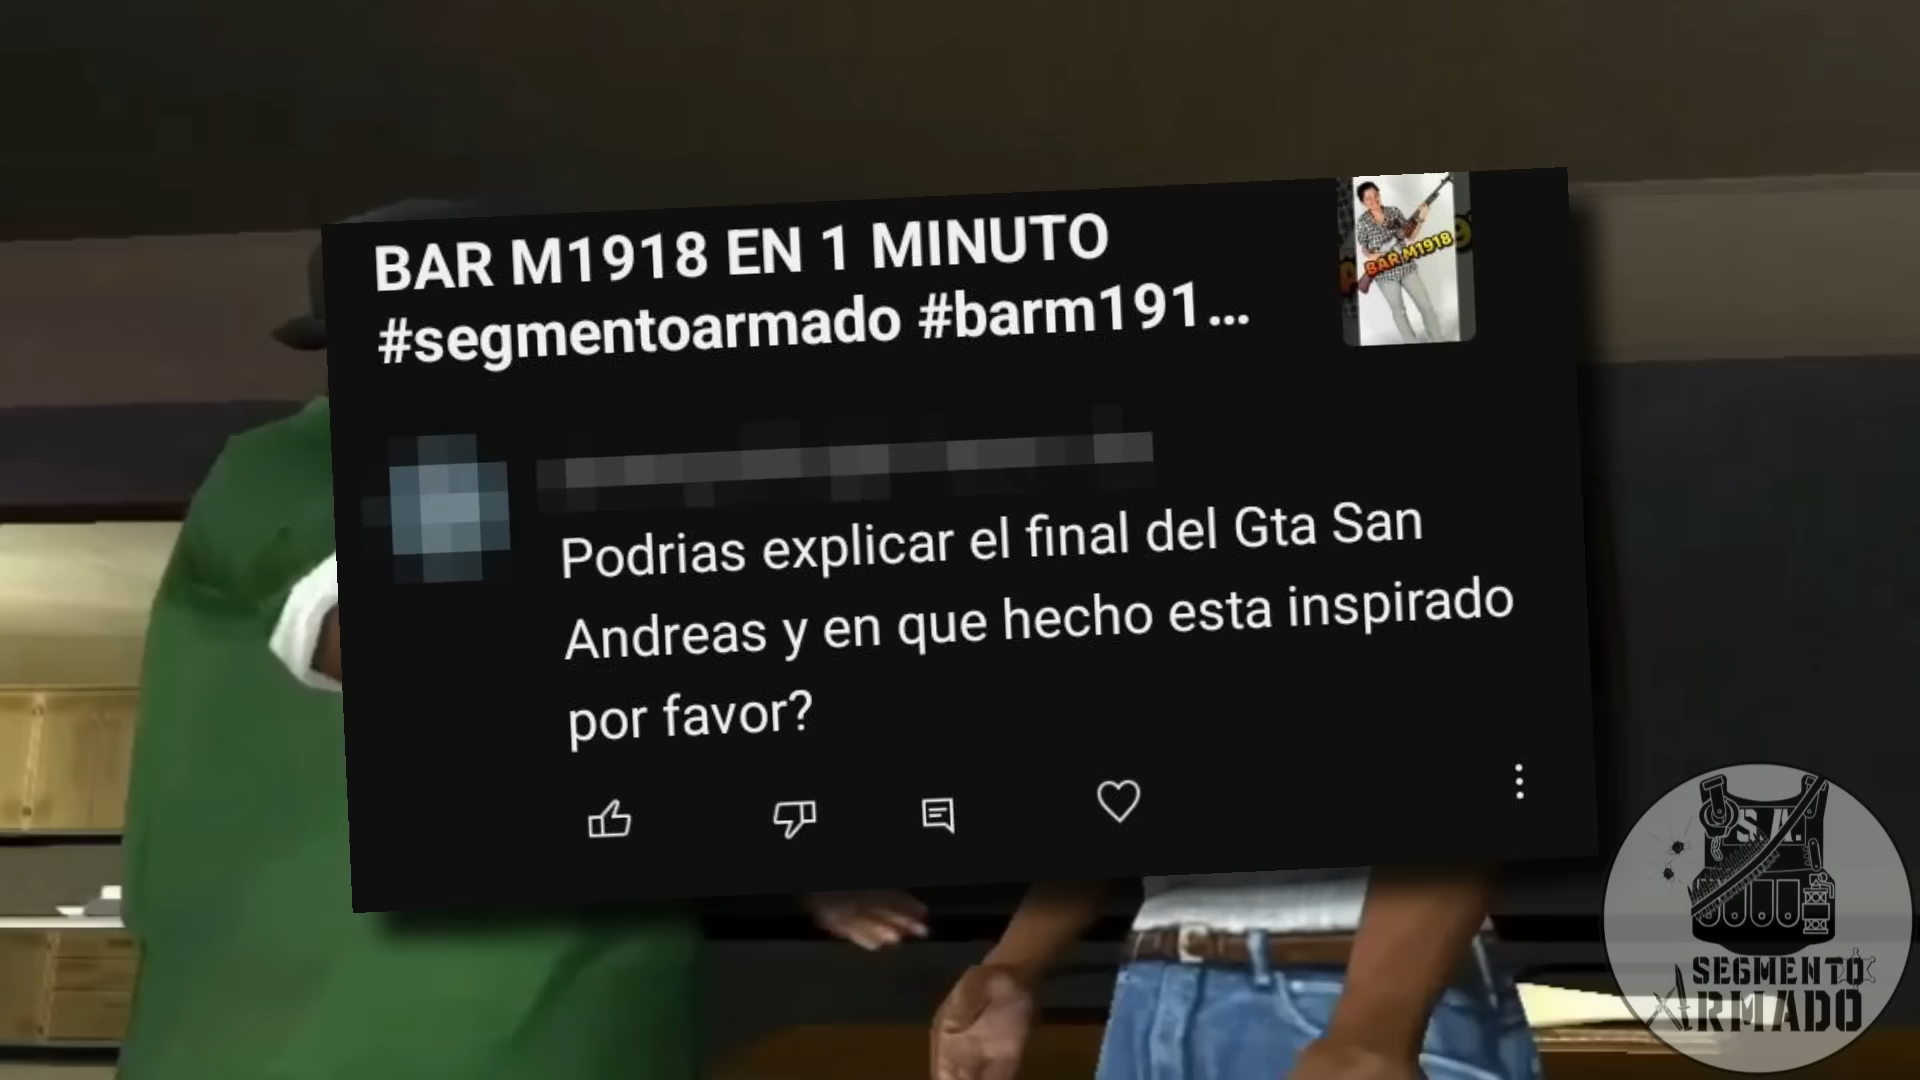 BAR M1918 EN 1 MINUTO
#segmentoarmado #barm191...
BAR M1918
Podrias explicar el final del Gta San
Andreas y en que hecho esta inspirado
por favor?
S.A.
SEGMENTO
ARMADO